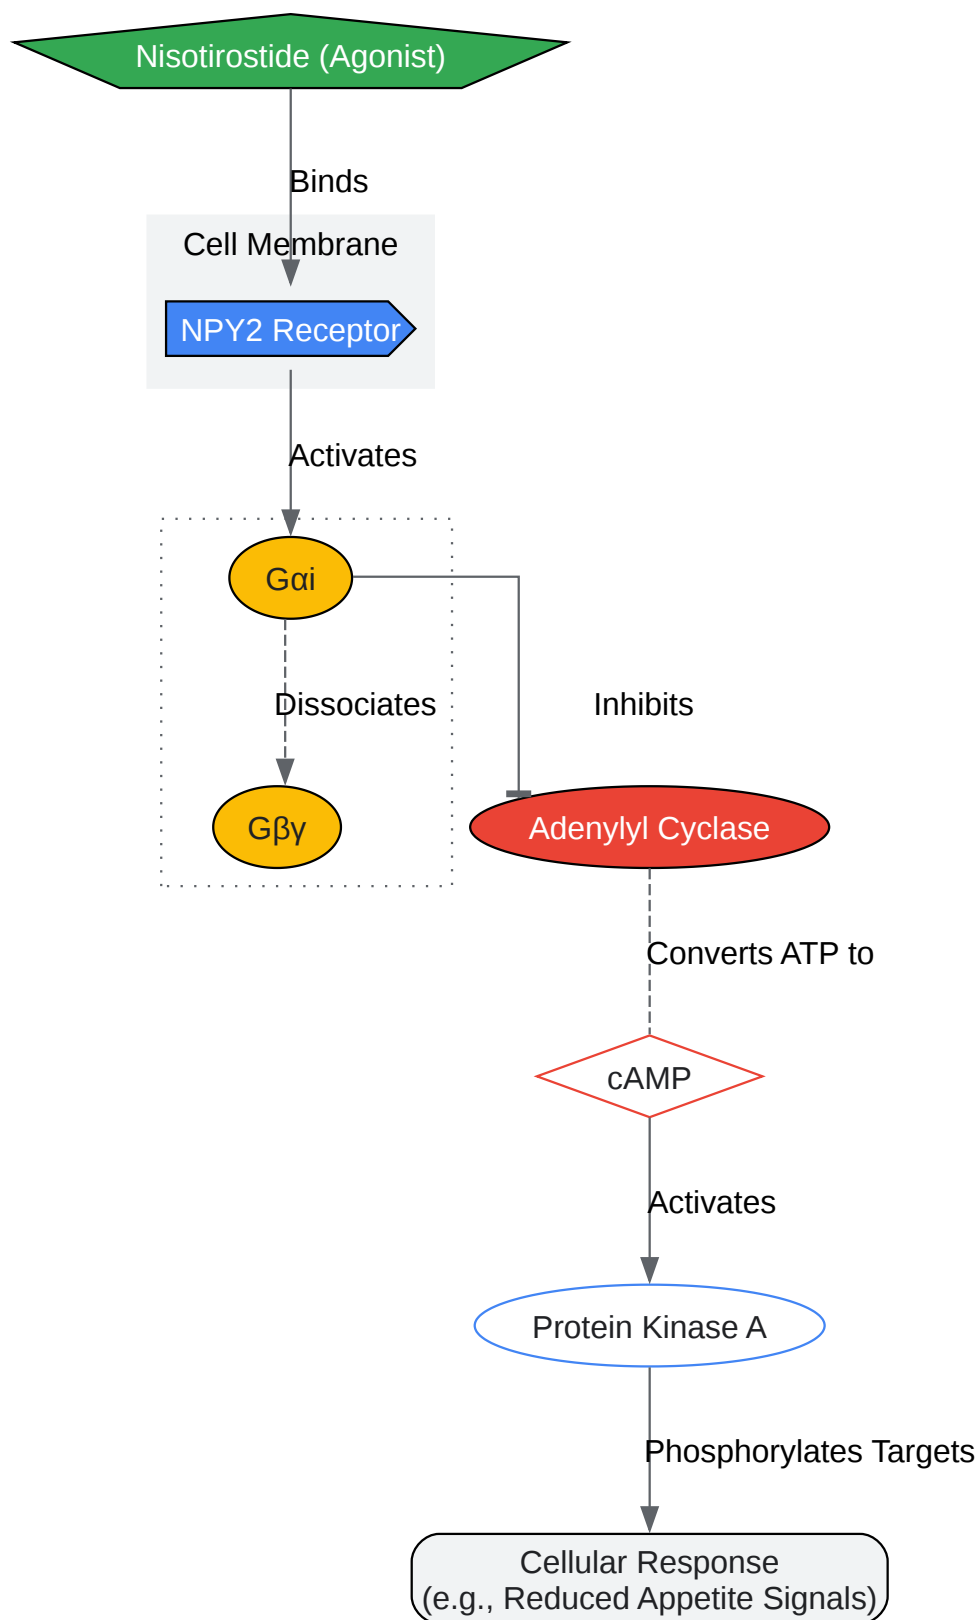 Nisotirostide (Agonist)
Binds
Cell Membrane
NPY2 Receptor
Activates
Gαi
Dissociates
Inhibits
Gβγ
Adenylyl Cyclase
Converts ATP to
cAMP
Activates
Protein Kinase A
Phosphorylates Targets
Cellular Response
(e.g., Reduced Appetite Signals)